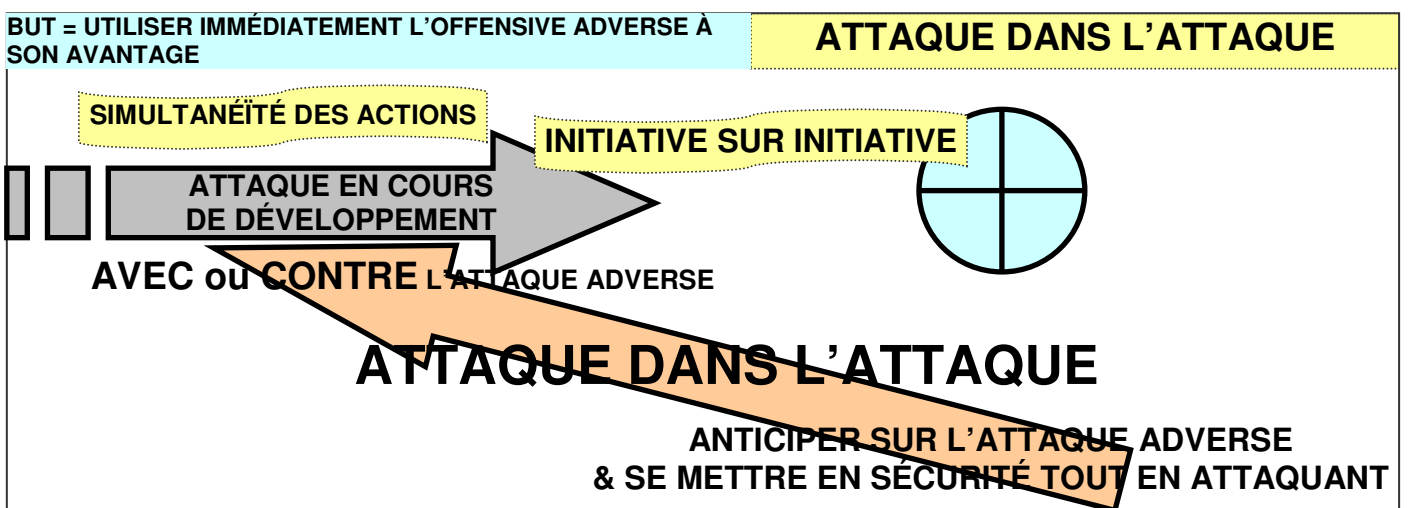 BUT = UTILISER IMMÉDIATEMENT L’OFFENSIVE ADVERSE À
SON AVANTAGE
ATTAQUE DANS L’ATTAQUE
SIMULTANÉÏTÉ DES ACTIONS
INITIATIVE SUR INITIATIVE
ATTAQUE EN COURS
DE DÉVELOPPEMENT
AVEC ou CONTRE L’ATTAQUE ADVERSE
ATTAQUE DANS L’ATTAQUE
ANTICIPER SUR L’ATTAQUE ADVERSE
& SE METTRE EN SÉCURITÉ TOUT EN ATTAQUANT